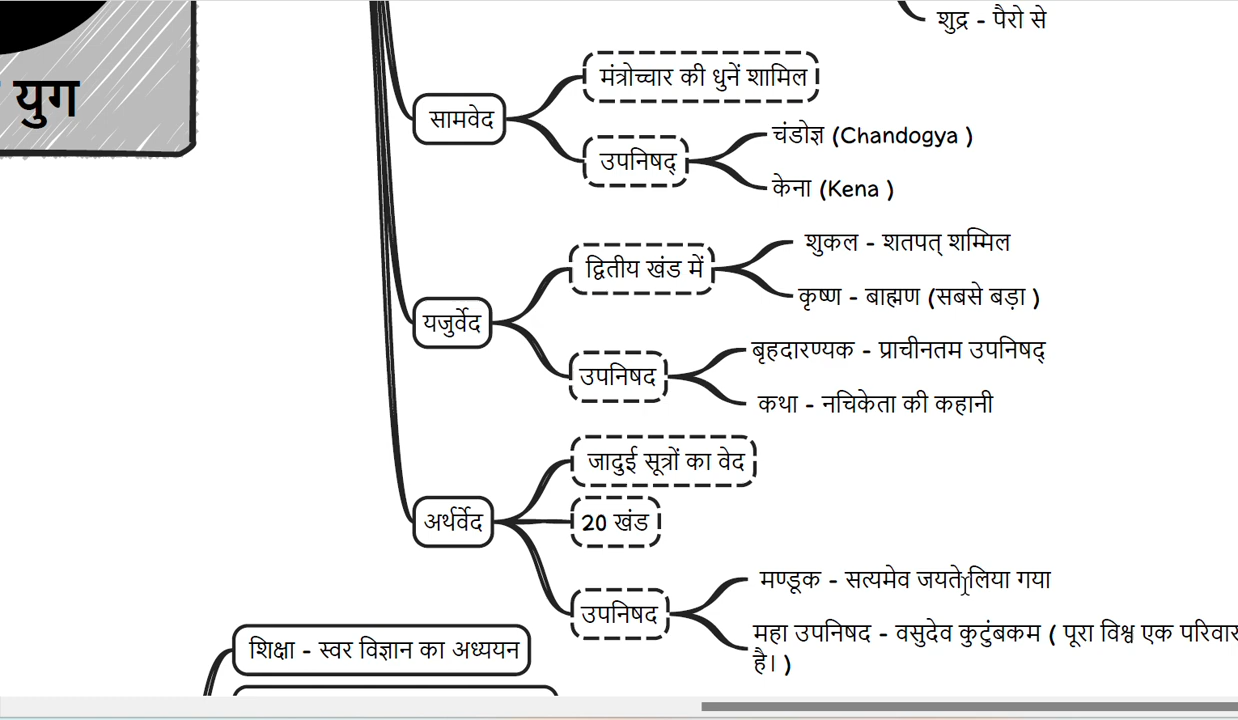 शुद्र - पैरो से
युग
मंत्रोच्चार की धुनें शामिल
सामवेद
उपनिषद्
चंडोज्ञ (Chandogya )
केना (Kena )
द्वितीय खंड में
शुकल - शतपत् शम्मिल
कृष्ण - बाह्मण (सबसे बड़ा )
यजुर्वेद
उपनिषद
बृहदारण्यक - प्राचीनतम उपनिषद्
कथा - नचिकेता की कहानी
जादुई सूत्रों का वेद
अर्थर्वेद
20 खंड
उपनिषद
मण्डूक - सत्यमेव जयते लिया गया
महा उपनिषद - वसुदेव कुटुंबकम ( पूरा विश्व एक परिवार
है। )
शिक्षा - स्वर विज्ञान का अध्ययन